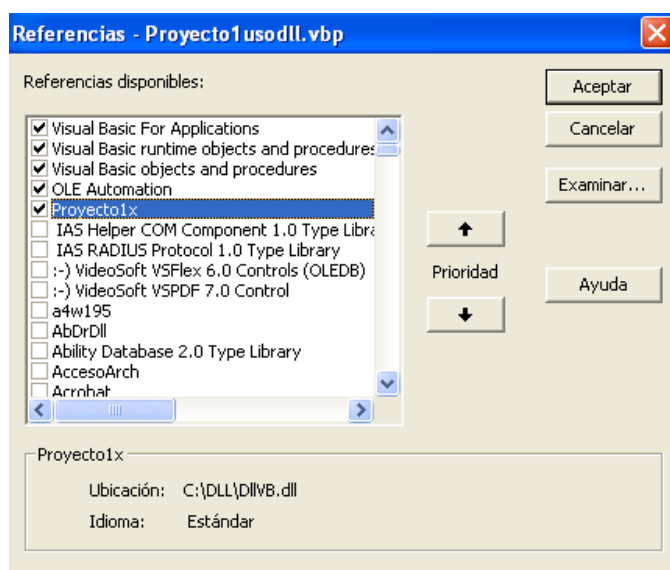 Referencias - Proyecto1usodll.vbp
Referencias disponibles:
Visual Basic For Applications
Visual Basic runtime objects and procedures
Visual Basic objects and procedures
OLE Automation
Proyecto1x
IAS Helper COM Component 1.0 Type Libra
IAS RADIUS Protocol 1.0 Type Library
:-) VideoSoft VSFlex 6.0 Controls (OLEDB)
:-) VideoSoft VSPDF 7.0 Control
a4w195
AbDrDll
Ability Database 2.0 Type Library
AccesoArch
Acrobat
Prioridad
Aceptar
Cancelar
Examinar...
Ayuda
Proyecto1x
Ubicación: C:\DLL\DllVB.dll
Idioma: Estándar